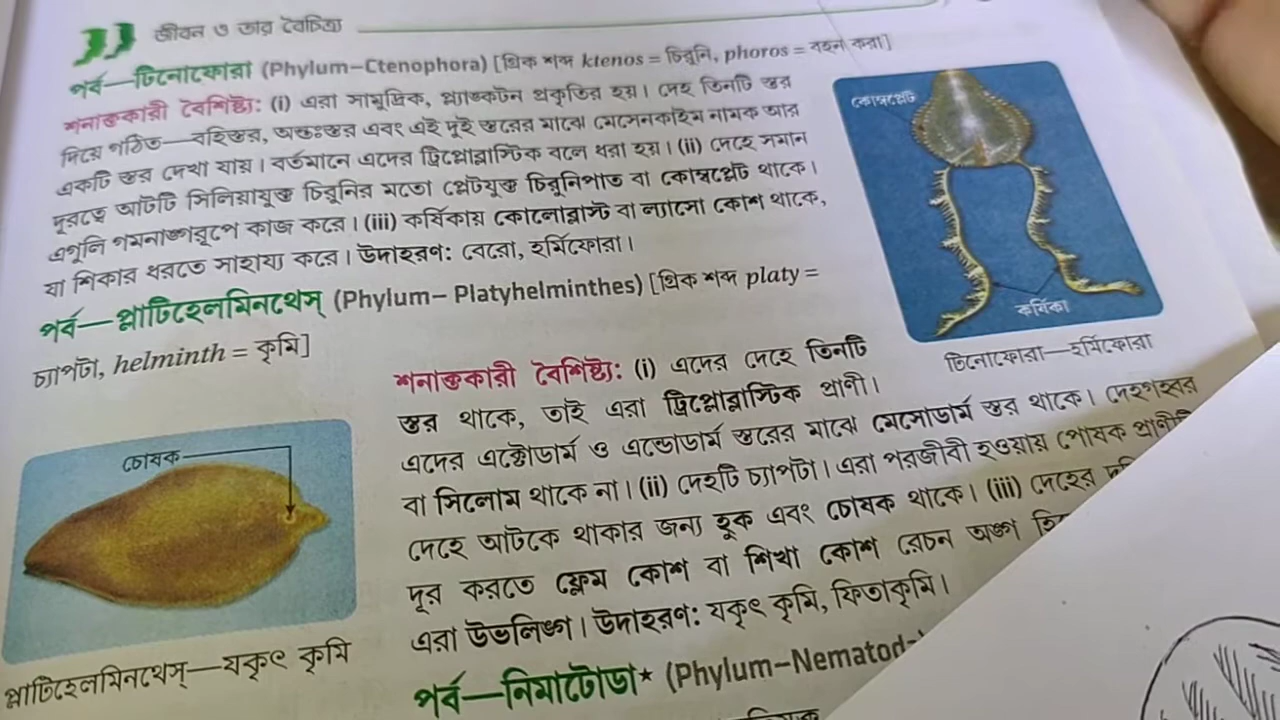 জীবন ও তার বৈচিত্র্য
পর্ব—টিনোফোরা (Phylum–Ctenophora) [গ্রিক শব্দ ktenos = চিরুনি, phoros = বহন করা]
শনাক্তকারী বৈশিষ্ট্য: (i) এরা সামুদ্রিক, প্ল্যাঙ্কটন প্রকৃতির হয়। দেহ তিনটি স্তর
দিয়ে গঠিত—বহিস্তর, অন্তঃস্তর এবং এই দুই স্তরের মাঝে মেসেনকাইম নামক আর
একটি স্তর দেখা যায়। বর্তমানে এদের ট্রিপ্লোব্লাস্টিক বলে ধরা হয়। (ii) দেহে সমান
দূরত্বে আটটি সিলিয়াযুক্ত চিরুনির মতো প্লেটযুক্ত চিরুনিপাত বা কোম্বপ্লেট থাকে।
এগুলি গমনাঙ্গরূপে কাজ করে। (iii) কর্ষিকায় কোলোব্লাস্ট বা ল্যাসো কোশ থাকে,
যা শিকার ধরতে সাহায্য করে। উদাহরণ: বেরো, হর্মিফোরা।
কোম্বপ্লেট
কর্ষিকা
টিনোফোরা—হর্মিফোরা
পর্ব—প্লাটিহেলমিনথেস্ (Phylum– Platyhelminthes) [গ্রিক শব্দ platy =
চ্যাপটা, helminth = কৃমি]
শনাক্তকারী বৈশিষ্ট্য: (i) এদের দেহে তিনটি
স্তর থাকে, তাই এরা ট্রিপ্লোব্লাস্টিক প্রাণী।
এদের এক্টোডার্ম ও এন্ডোডার্ম স্তরের মাঝে মেসোডার্ম স্তর থাকে। দেহগহ্বর
বা সিলোম থাকে না। (ii) দেহটি চ্যাপটা। এরা পরজীবী হওয়ায় পোষক
দেহে আটকে থাকার জন্য হুক এবং চোষক থাকে। (iii) দেহের
দূর করতে ফ্লেম কোশ বা শিখা কোশ রেচন অঙ্গ
এরা উভলিঙ্গ। উদাহরণ: যকৃৎ কৃমি, ফিতাকৃমি।
চোষক
প্লাটিহেলমিনথেস্—যকৃৎ কৃমি
পর্ব—নিমাটোডা* (Phylum–Nematod